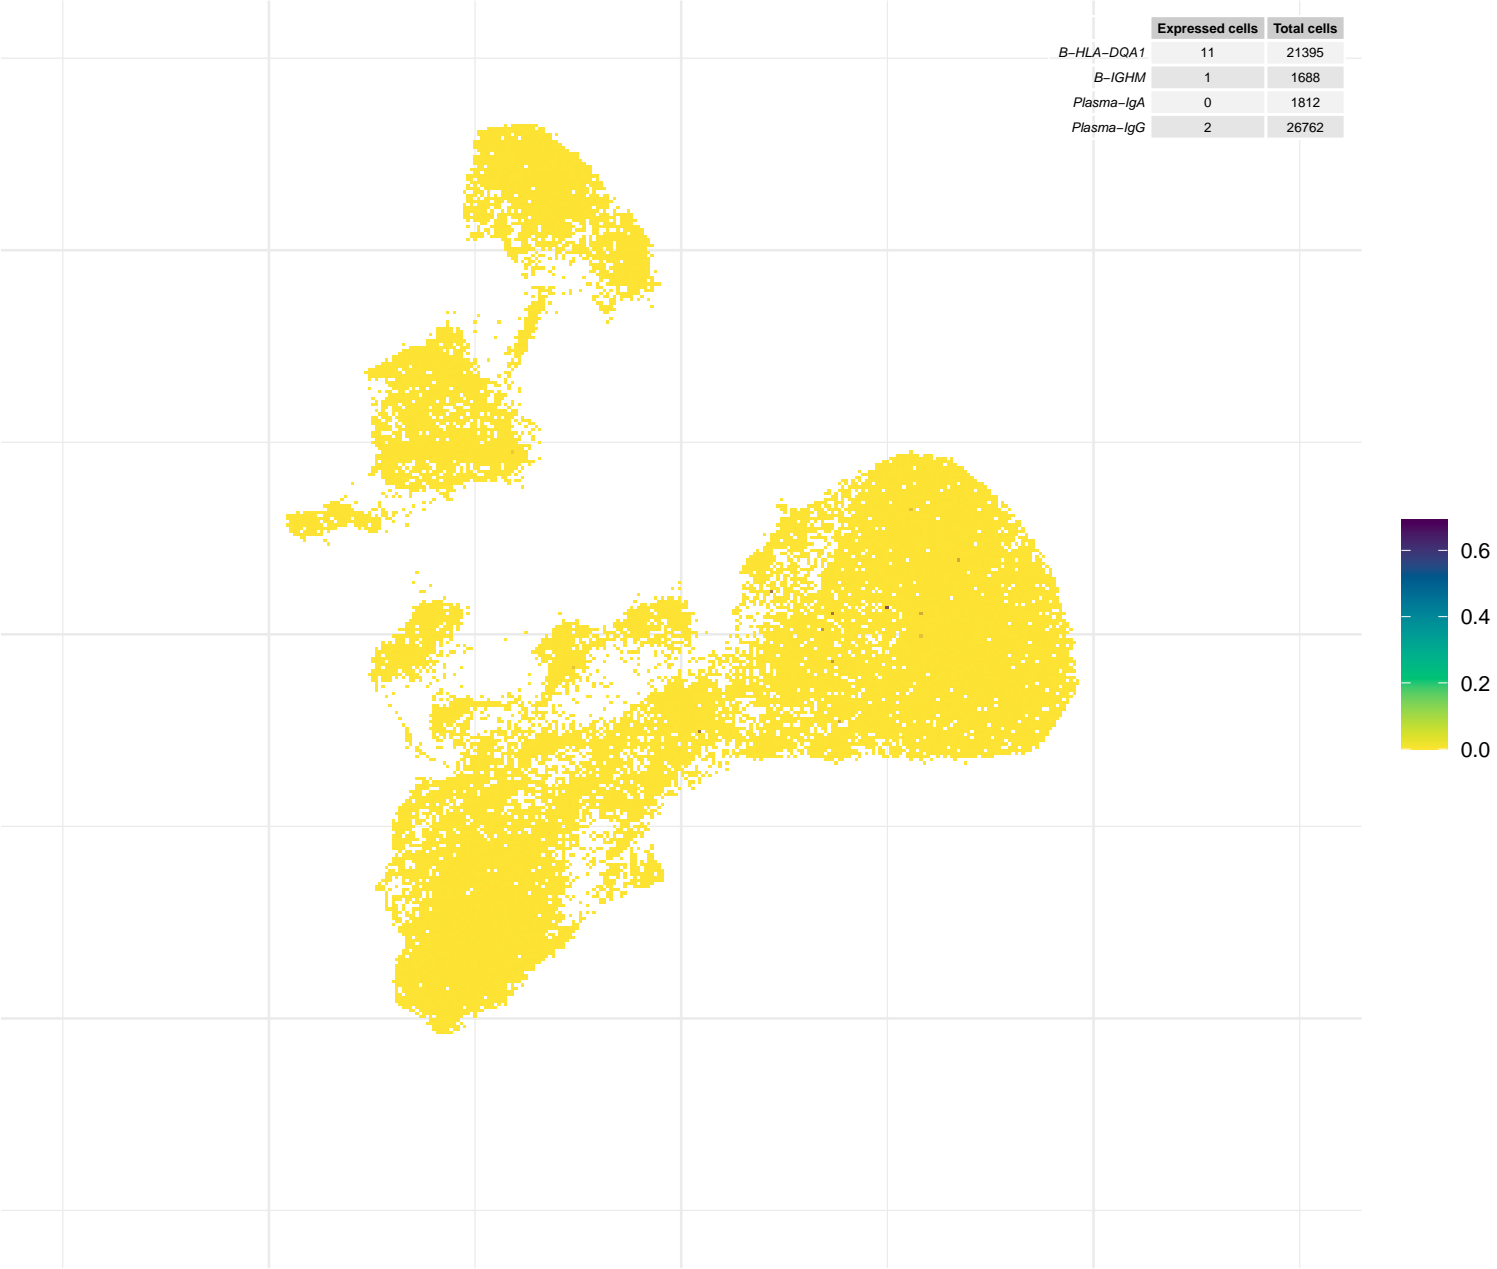 Expressed cells Total cells
B−HLA−DQA1 11 21395
B−IGHM 1 1688
Plasma−IgA 0 1812
Plasma−IgG 2 26762
0.6
0.4
0.2
0.0